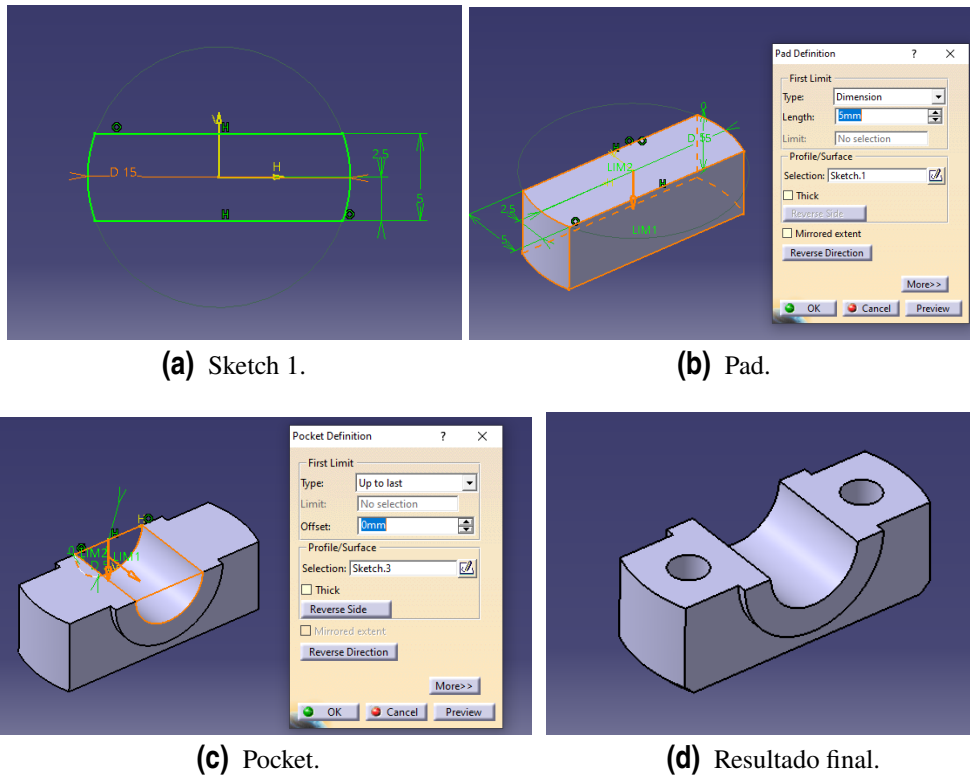 H
V
H
D 15
2,5
5
H
(a) Sketch 1.
Pad Definition ? X
First Limit
Type: Dimension
Length: 5mm
Limit: No selection
Profile/Surface
Selection: Sketch.1
Thick
Reverse Side
Mirrored extent
Reverse Direction
More>>
OK Cancel Preview
H
LIM2
H
2,5
5
LIM1
(b) Pad.
H
LIM2
LIM1
Pocket Definition ? X
First Limit
Type: Up to last
Limit: No selection
Offset: 0mm
Profile/Surface
Selection: Sketch.3
Thick
Reverse Side
Mirrored extent
Reverse Direction
More>>
OK Cancel Preview
(c) Pocket.
(d) Resultado final.